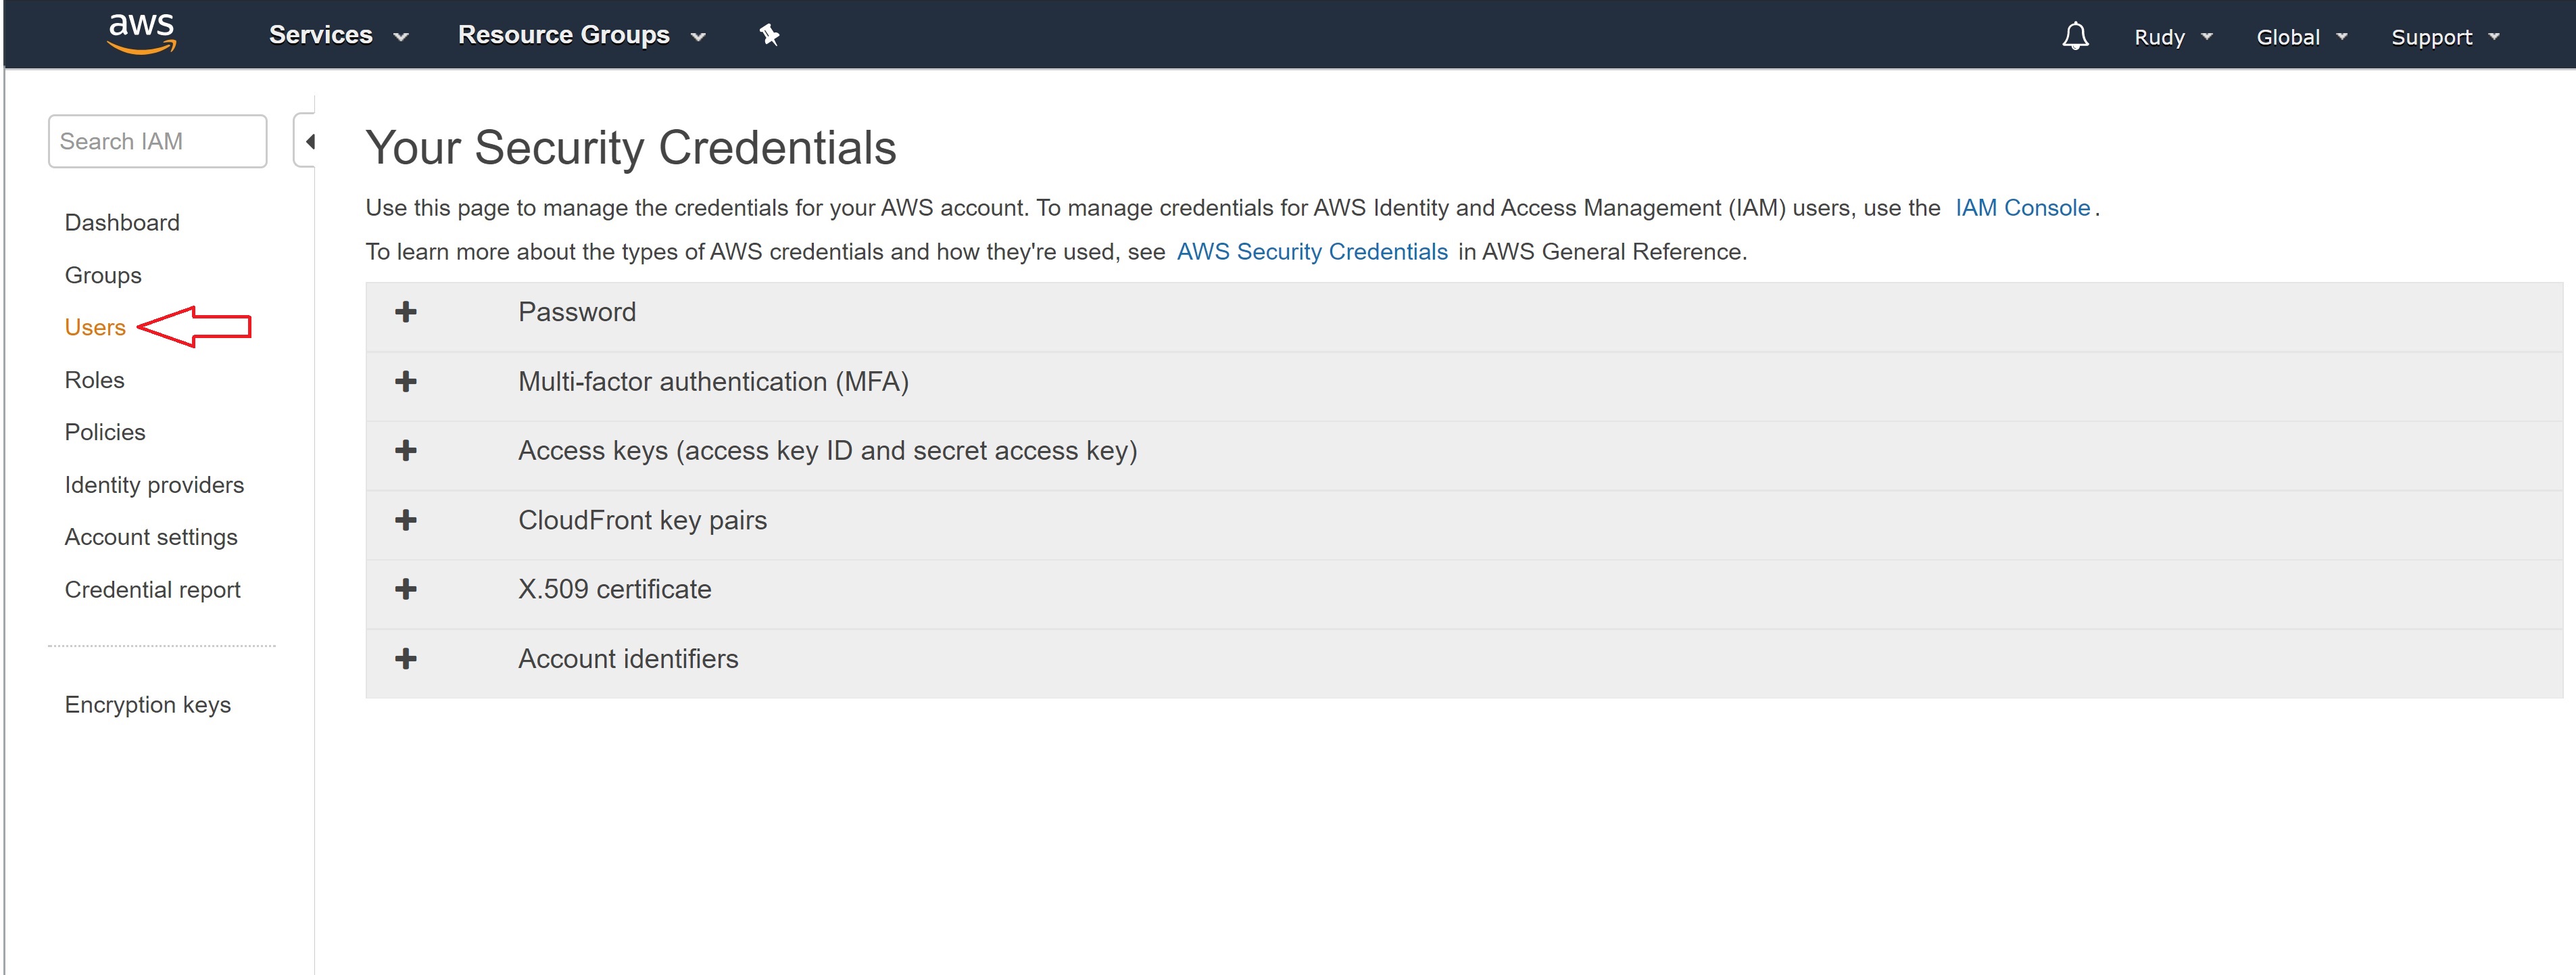 aws Services Resource Groups Rudy Global Support
Search IAM
Dashboard
Groups
Users
Roles
Policies
Identity providers
Account settings
Credential report
Encryption keys
Your Security Credentials
Use this page to manage the credentials for your AWS account. To manage credentials for AWS Identity and Access Management (IAM) users, use the IAM Console.
To learn more about the types of AWS credentials and how they're used, see AWS Security Credentials in AWS General Reference.
Password
Multi-factor authentication (MFA)
Access keys (access key ID and secret access key)
CloudFront key pairs
X.509 certificate
Account identifiers